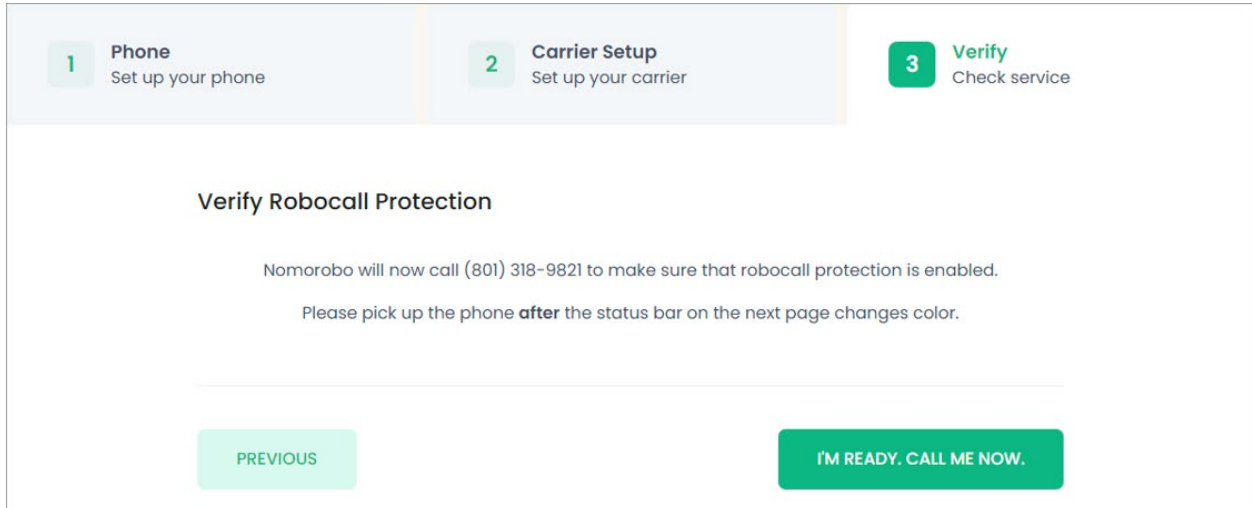 1
Phone
Set up your phone
2
Carrier Setup
Set up your carrier
3
Verify
Check service
Verify Robocall Protection
Nomorobo will now call (801) 318-9821 to make sure that robocall protection is enabled.
Please pick up the phone after the status bar on the next page changes color.
PREVIOUS
I'M READY. CALL ME NOW.